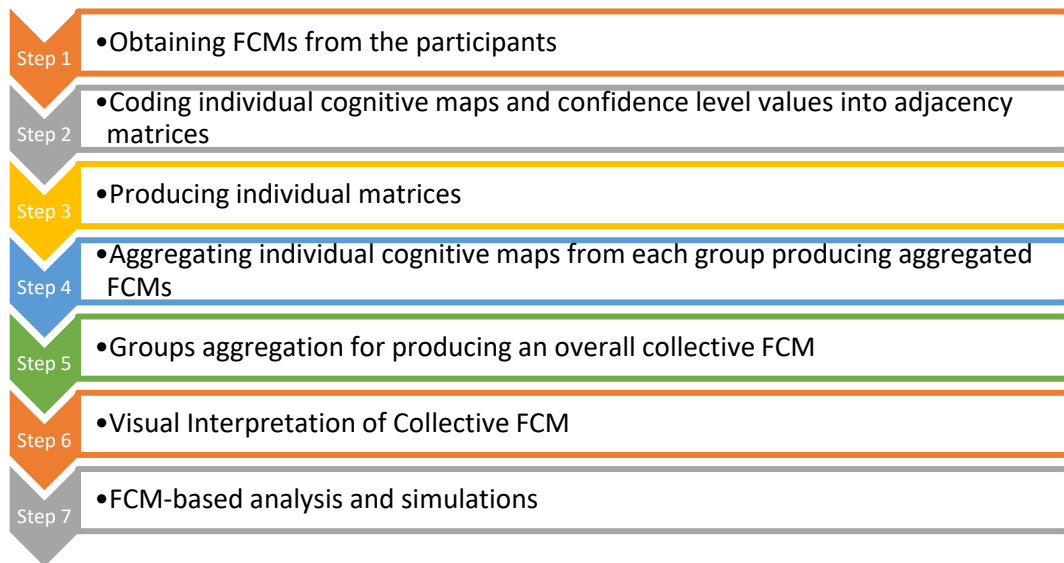 Step 1
•Obtaining FCMs from the participants
Step 2
•Coding individual cognitive maps and confidence level values into adjacency
matrices
Step 3
•Producing individual matrices
Step 4
•Aggregating individual cognitive maps from each group producing aggregated
FCMs
Step 5
•Groups aggregation for producing an overall collective FCM
Step 6
•Visual Interpretation of Collective FCM
Step 7
•FCM-based analysis and simulations